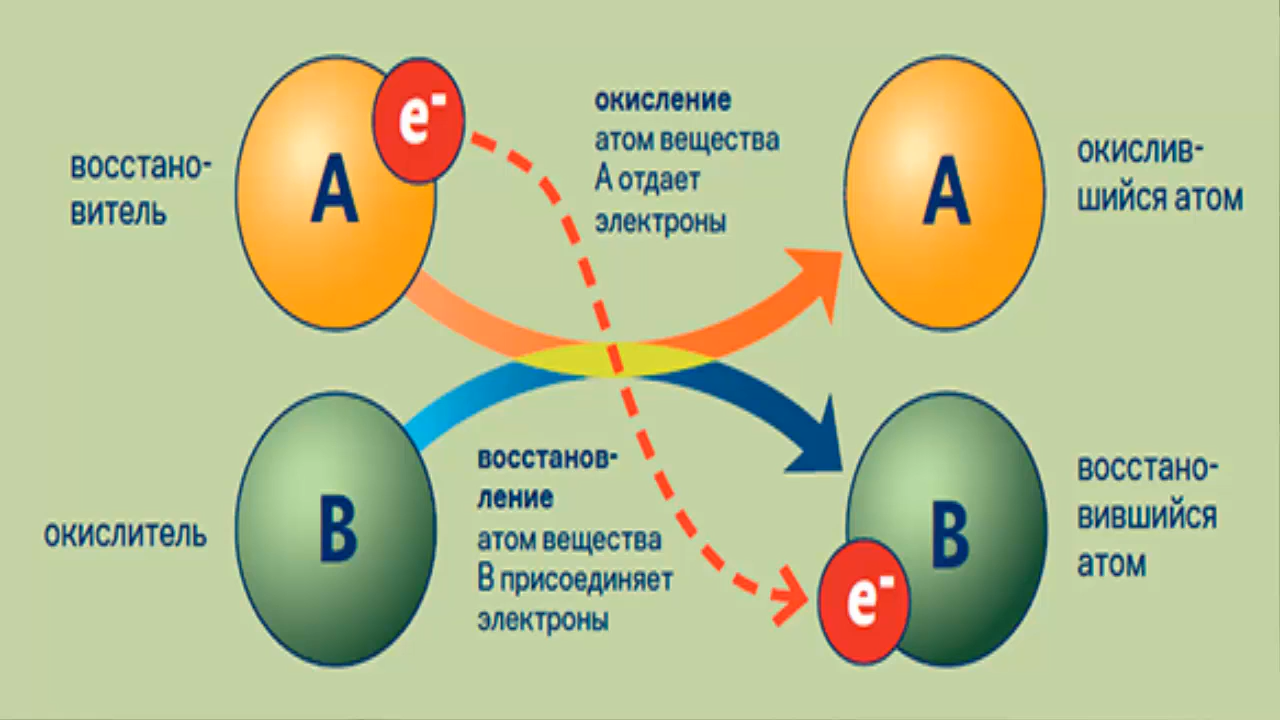 восстано-
витель
A
e-
окисление
атом вещества
А отдает
электроны
A
окислив-
шийся атом
окислитель
B
восстанов-
ление
атом вещества
В присоединяет
электроны
B
e-
восстано-
вившийся
атом